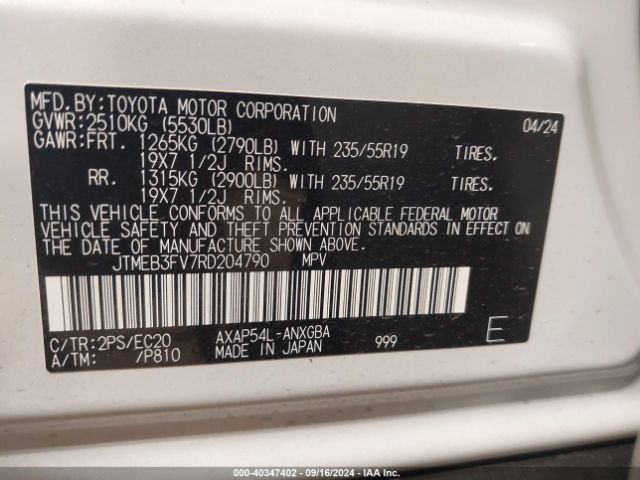 MFD.BY:TOYOTA MOTOR CORPORATION 04/24
GVWR:2510KG (5530LB)
GAWR:FRT. 1265KG (2790LB) WITH 235/55R19 TIRES.
19X7 1/2J RIMS.
RR. 1315KG (2900LB) WITH 235/55R19 TIRES.
19X7 1/2J RIMS.
THIS VEHICLE CONFORMS TO ALL APPLICABLE FEDERAL MOTOR
VEHICLE SAFETY AND THEFT PREVENTION STANDARDS IN EFFECT ON
THE DATE OF MANUFACTURE SHOWN ABOVE.
JTMEB3FV7RD204790 MPV
C/TR:2PS/EC20 AXAP54L-ANXGBA 999 E
A/TM: /P810 MADE IN JAPAN
000-40347402 - 09/16/2024 - IAA Inc.